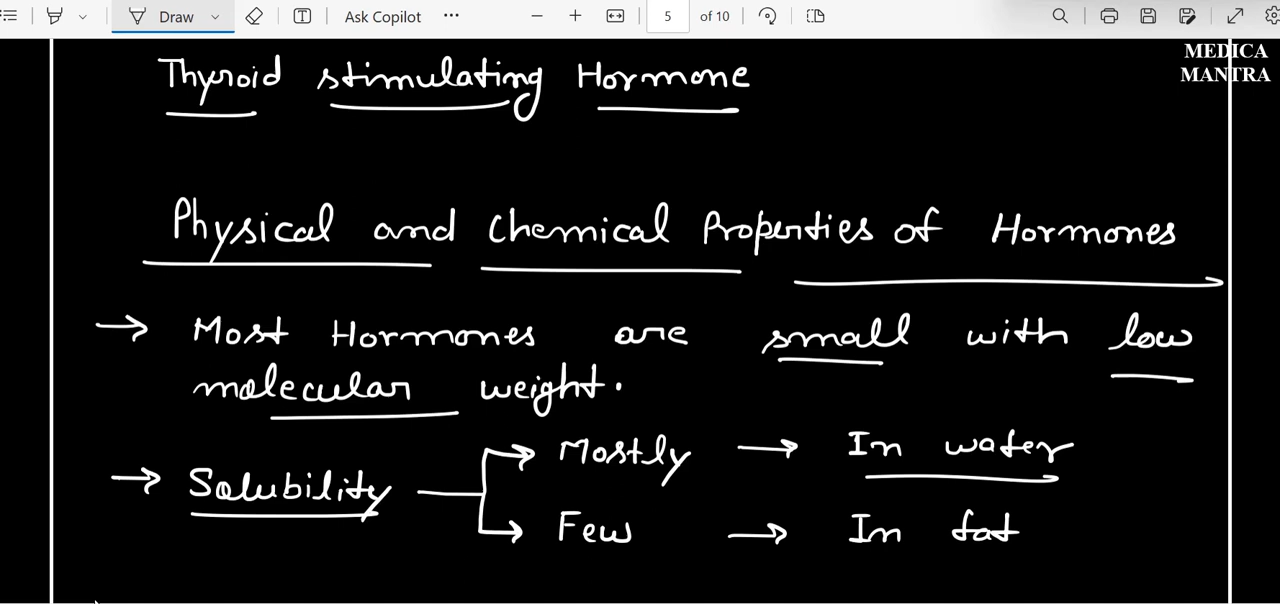 Draw
Ask Copilot
5 of 10
MEDICA
MANTRA
Thyroid stimulating Hormone
Physical and Chemical Properties of Hormones
→ Most Hormones are small with low
molecular weight.
→ Solubility → Mostly → In water
→ Few → In fat